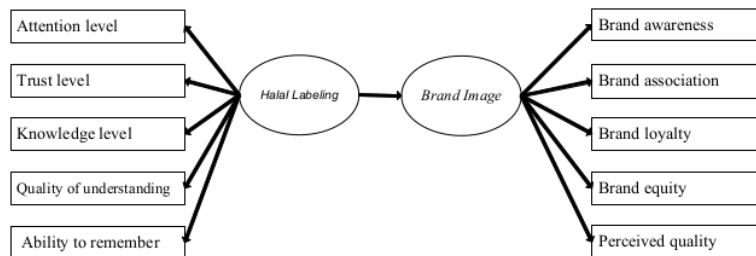 Attention level
Trust level
Knowledge level
Quality of understanding
Ability to remember
Halal Labeling
Brand Image
Brand awareness
Brand association
Brand loyalty
Brand equity
Perceived quality